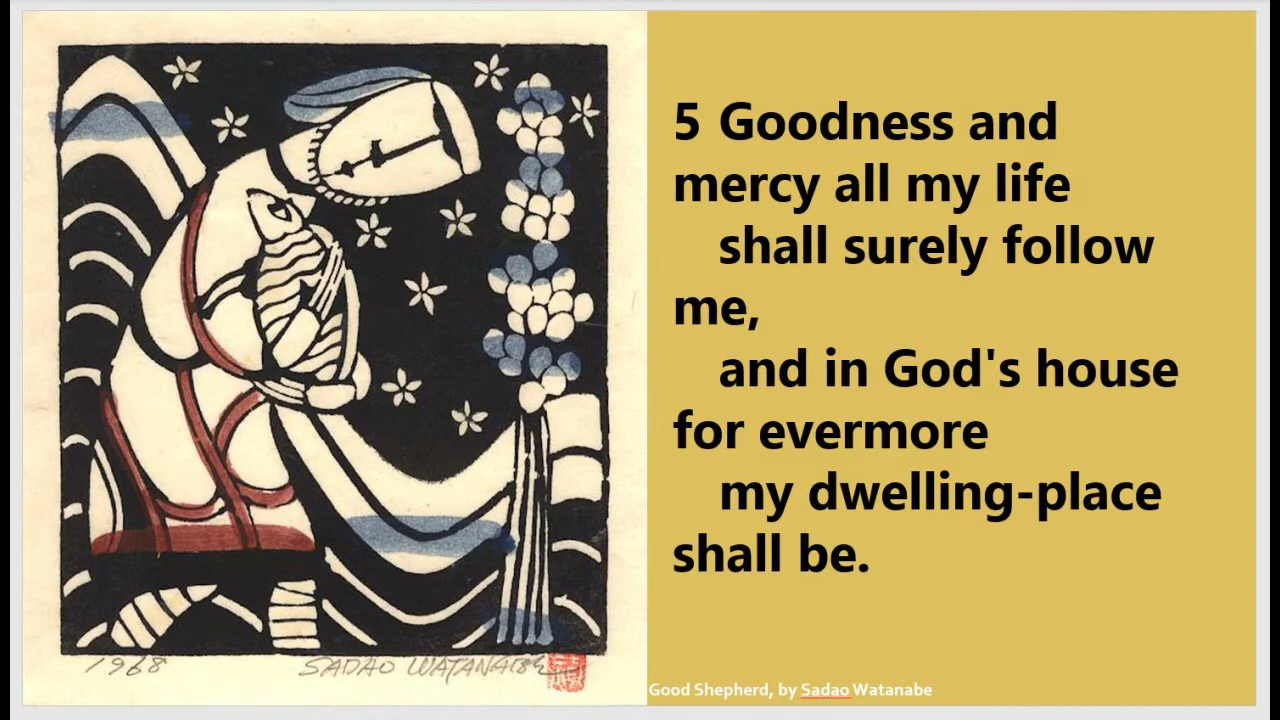 5 Goodness and
mercy all my life
shall surely follow
me,
and in God's house
for evermore
my dwelling-place
shall be.
1968 SADAO WATANABE
Good Shepherd, by Sadao Watanabe